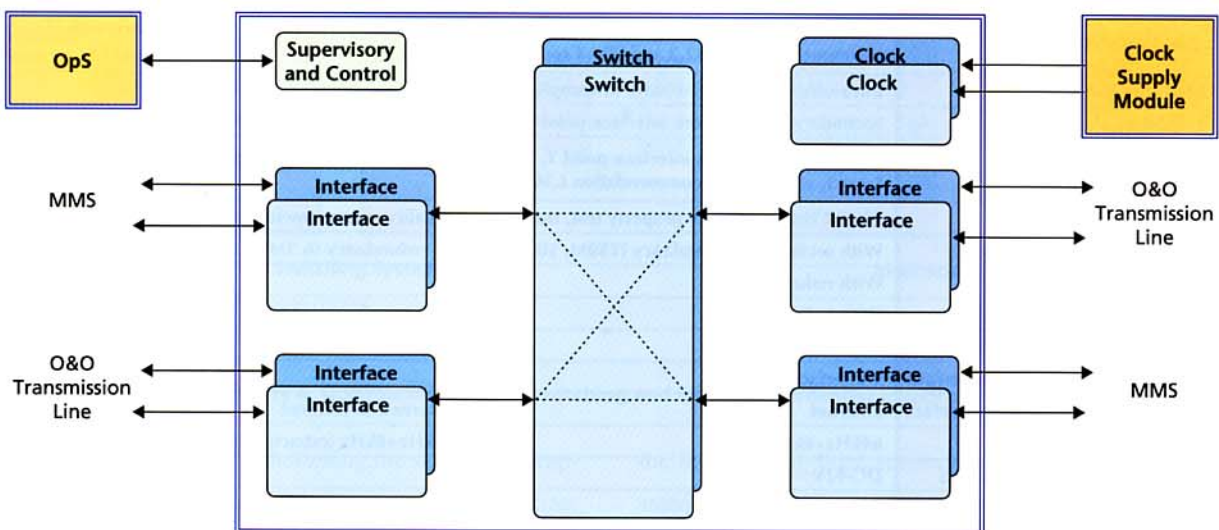 OpS
Supervisory
and Control
Switch
Switch
Clock
Clock
Clock
Supply
Module
MMS
Interface
Interface
Interface
Interface
O&O
Transmission
Line
O&O
Transmission
Line
Interface
Interface
Interface
Interface
MMS